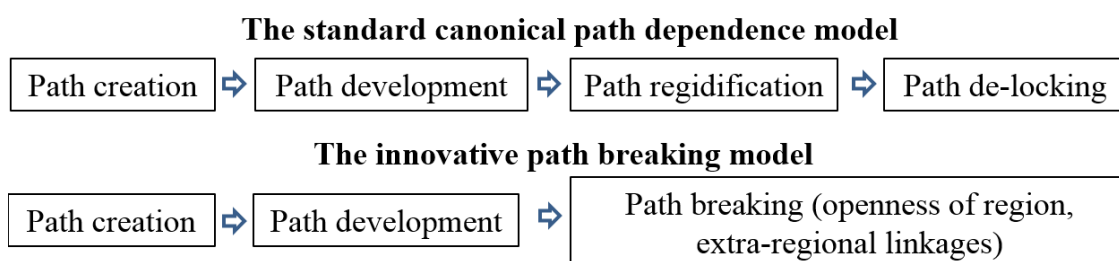 The standard canonical path dependence model
Path creation Path development Path regidification Path de-locking
The innovative path breaking model
Path creation Path development Path breaking (openness of region,
extra-regional linkages)